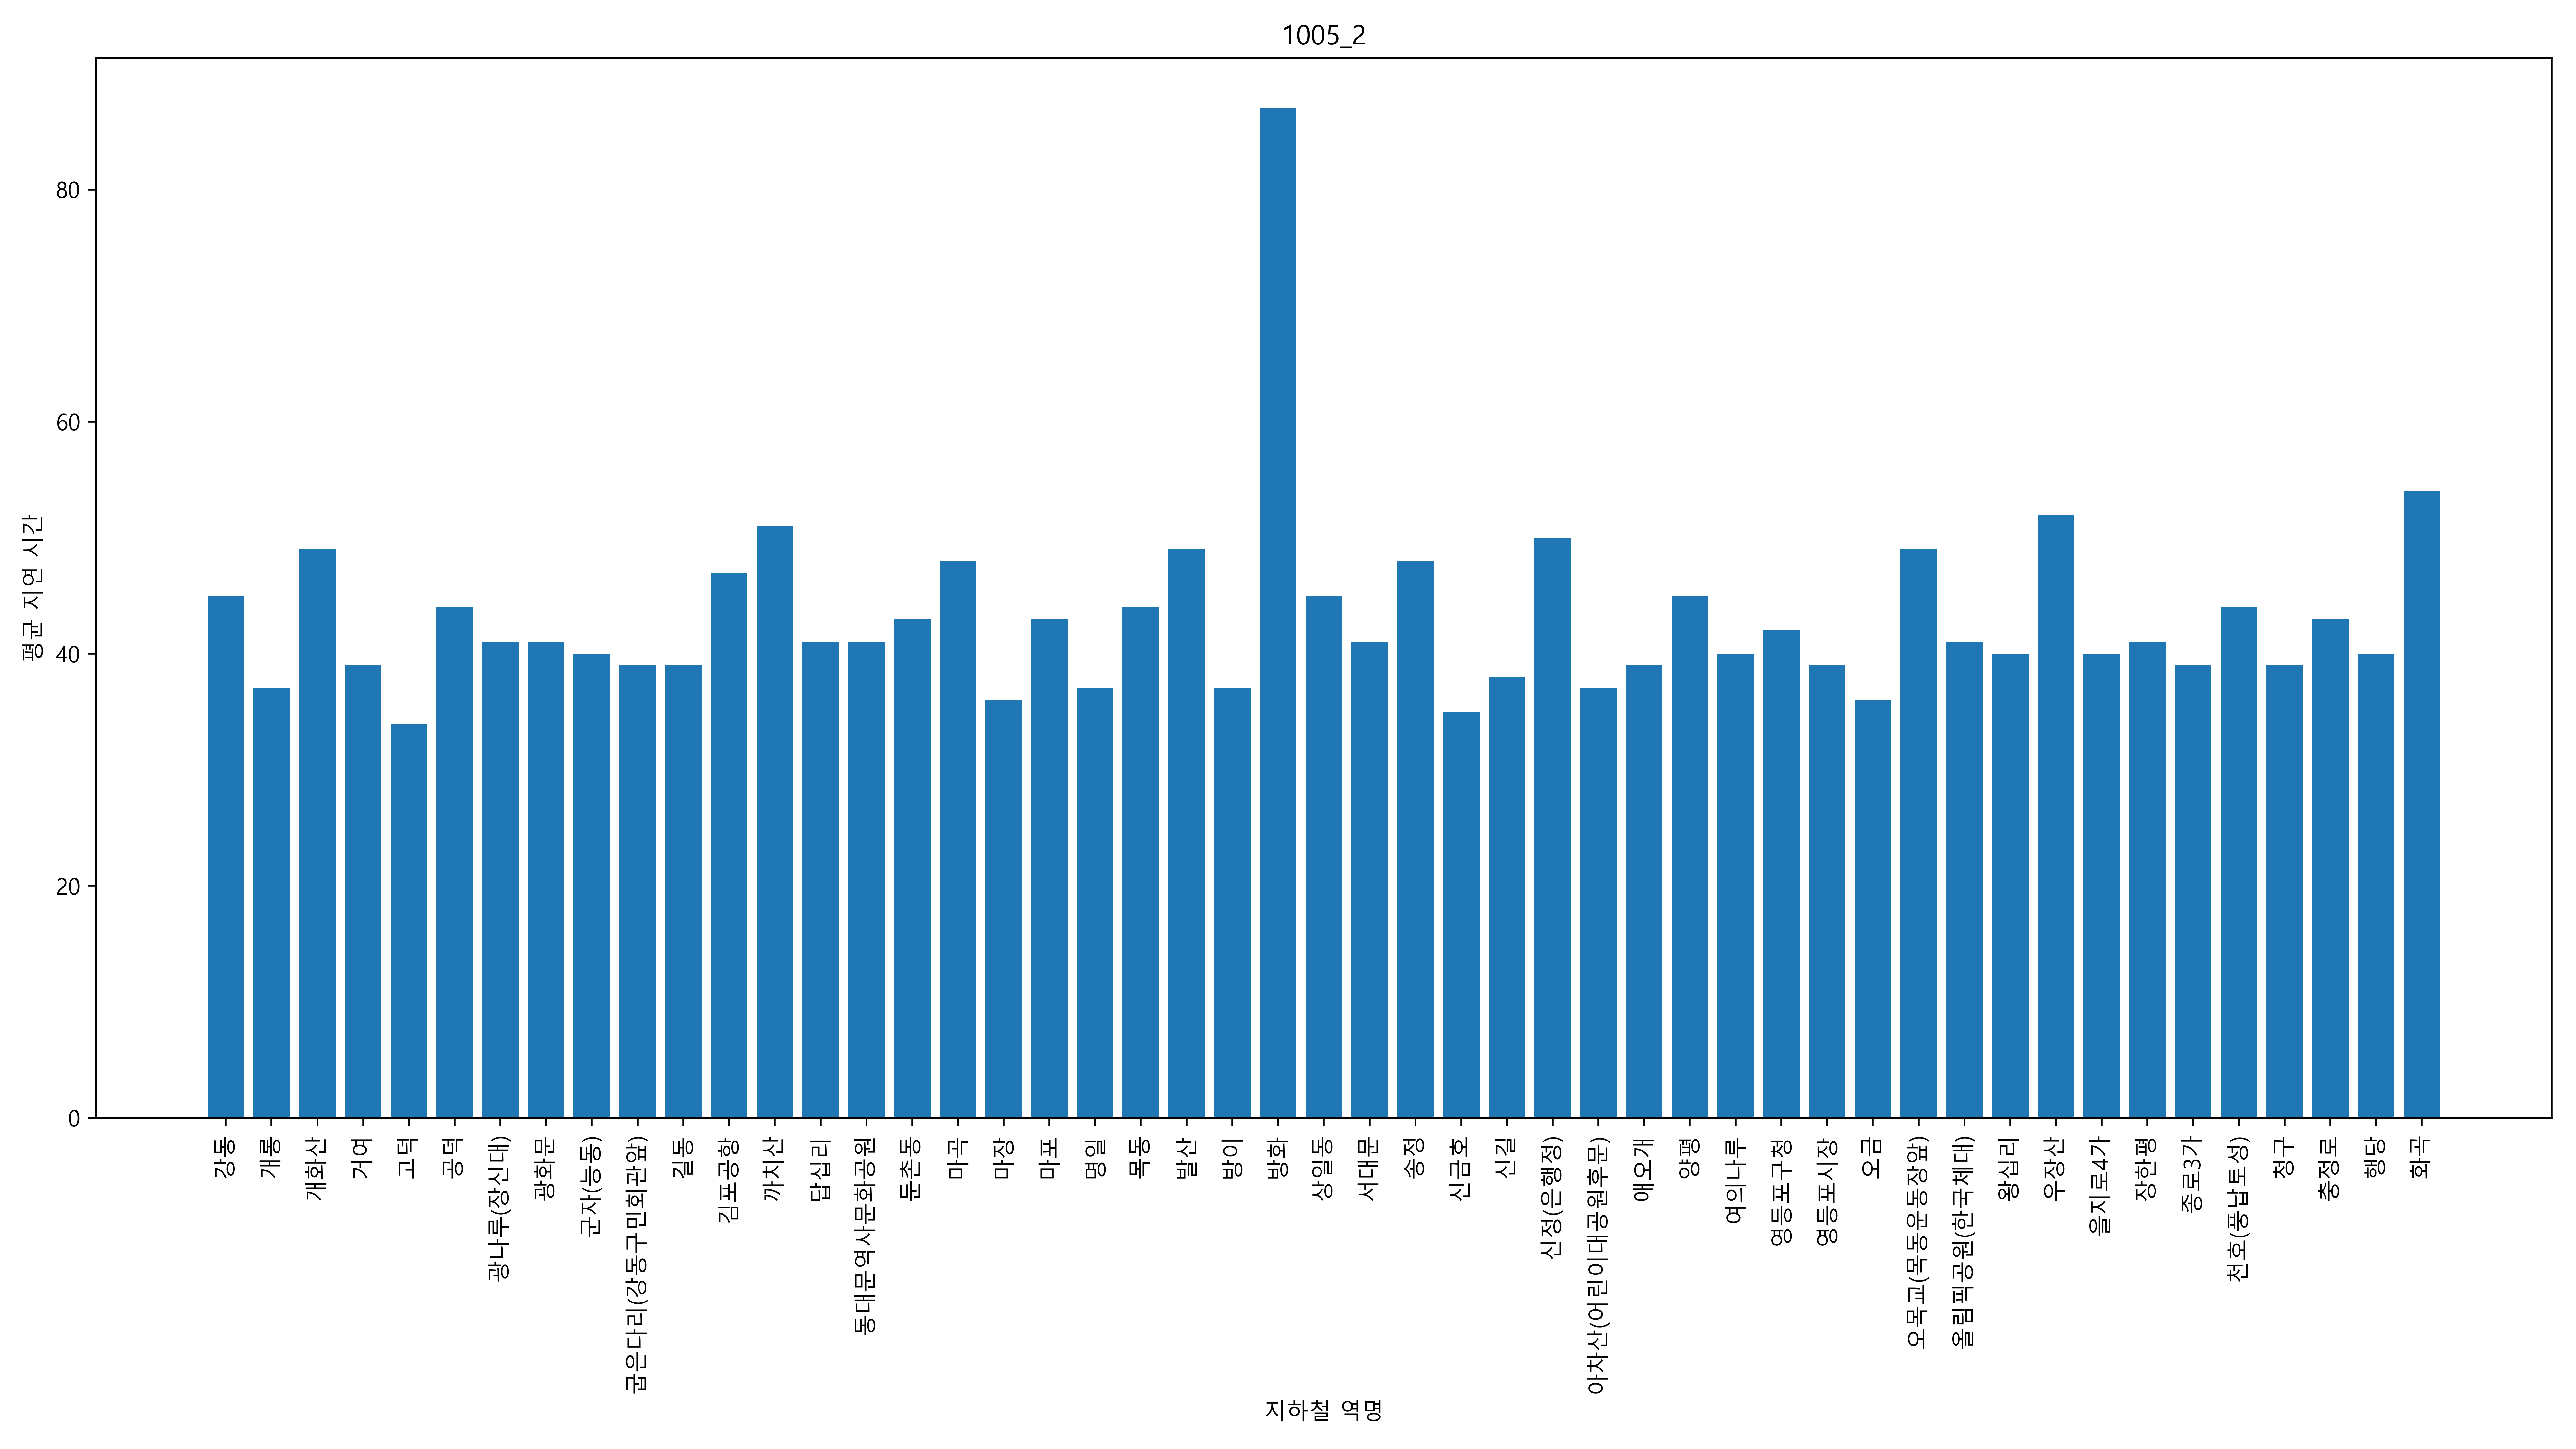 1005_2
평균 지연 시간
80
60
40
20
0
강동
개롱
개화산
거여
고덕
공덕
광나루(장신대)
광화문
군자(능동)
굽은다리(강동구민회관앞)
길동
김포공항
까치산
답십리
동대문역사문화공원
둔촌동
마곡
마장
마포
명일
목동
발산
방이
방화
상일동
서대문
송정
신금호
신길
신정(은행정)
아차산(어린이대공원후문)
애오개
양평
여의나루
영등포구청
영등포시장
오금
오목교(목동운동장앞)
올림픽공원(한국체대)
왕십리
우장산
을지로4가
장한평
종로3가
천호(풍납토성)
청구
충정로
행당
화곡
지하철 역명